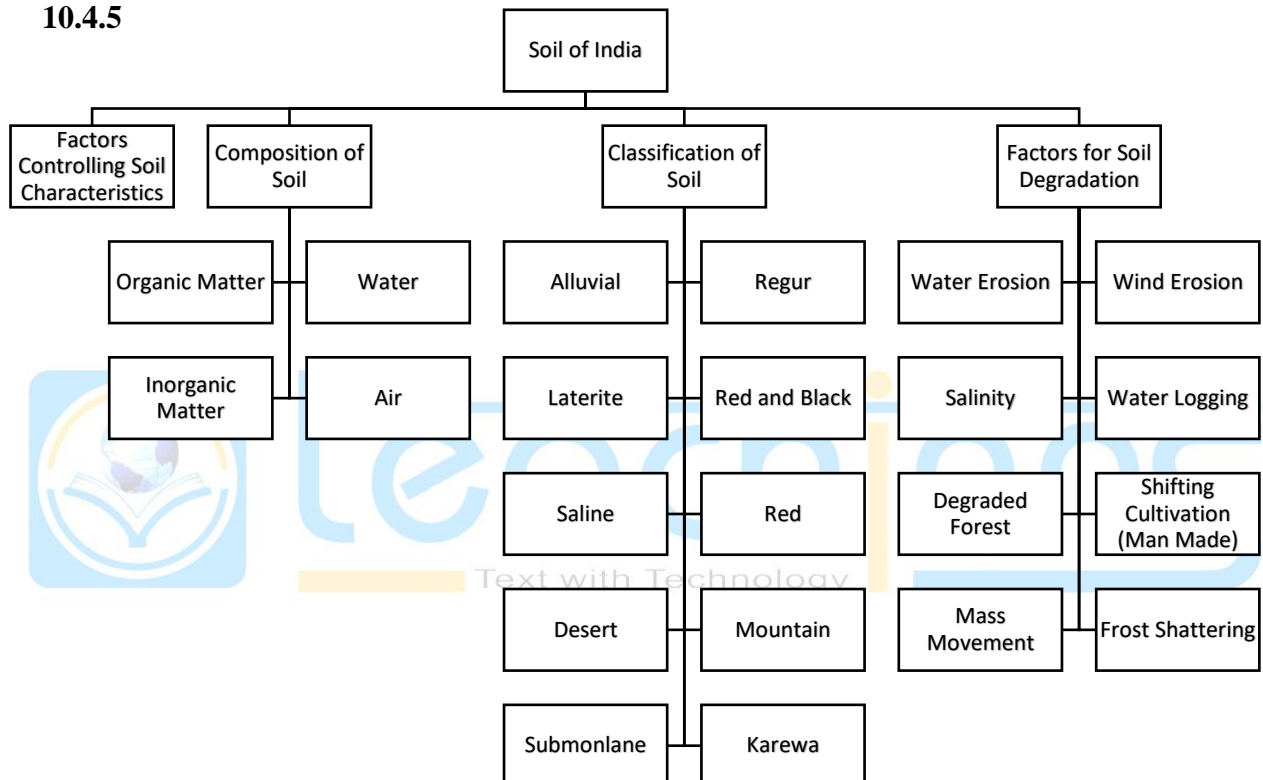 10.4.5
Soil of India
Factors
Controlling Soil
Characteristics
Composition of
Soil
Classification of
Soil
Factors for Soil
Degradation
Organic Matter
Water
Inorganic
Matter
Air
Alluvial
Regur
Laterite
Red and Black
Saline
Red
Desert
Mountain
Submonlane
Karewa
Water Erosion
Wind Erosion
Salinity
Water Logging
Degraded
Forest
Shifting
Cultivation
(Man Made)
Mass
Movement
Frost Shattering
Text with Technology